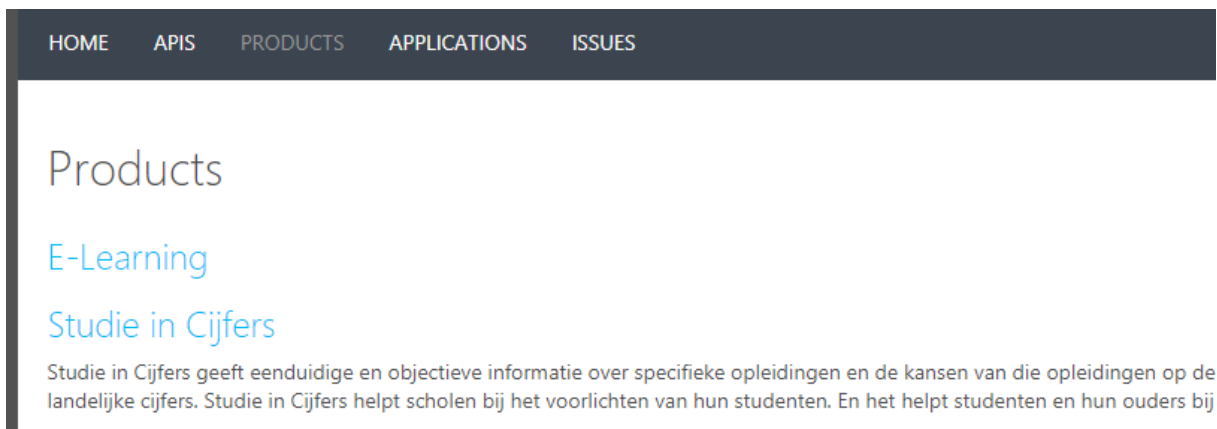 HOME APIS PRODUCTS APPLICATIONS ISSUES
Products
E-Learning
Studie in Cijfers
Studie in Cijfers geeft eenduidige en objectieve informatie over specifieke opleidingen en de kansen van die opleidingen op de
landelijke cijfers. Studie in Cijfers helpt scholen bij het voorlichten van hun studenten. En het helpt studenten en hun ouders bij